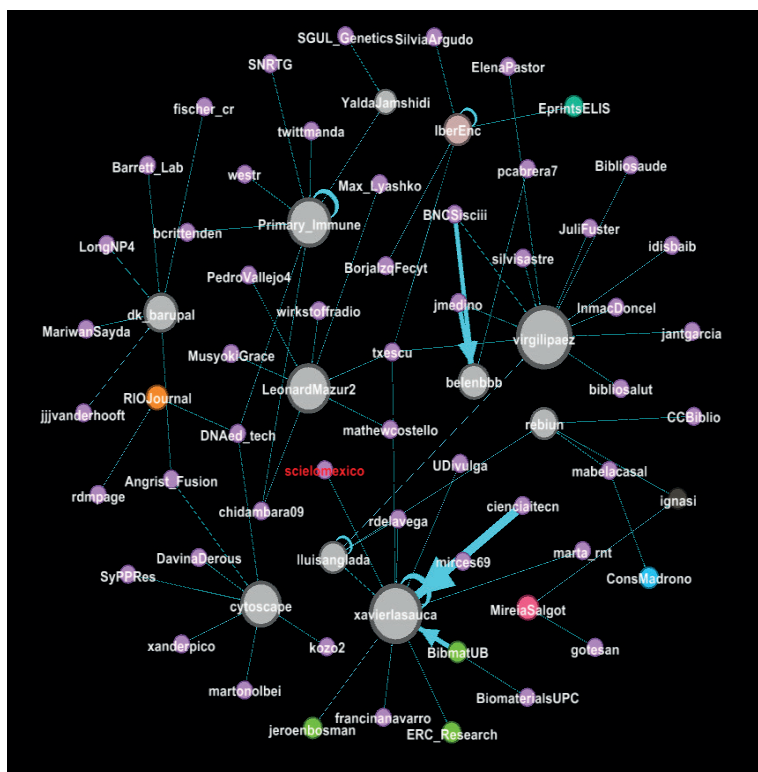 SGUL_Genetics
SilviaArgudo
SNRTG
ElenaPastor
YaldaJamshidi
fischer_cr
EprintsELIS
IberEnc
twittmanda
Barrett_Lab
westr
Max_Lyashko
pcabrera7
Bibliosaude
BNCSisciii
Primary_Immune
bcrittenden
JuliFuster
LongNP4
silvisastre
idisbaib
PedroVallejo4
BorjaIzqFecyt
jmedino
InmacDoncel
wirkstoffradio
dk_barupal
MariwanSayda
virgilipaez
jantgarcia
MusyokiGrace
txescu
belenbbb
LeonardMazur2
bibliosalut
RIOJournal
jjjvanderhooft
CCBiblio
rebiun
DNAed_tech
mathewcostello
UDivulga
scielomexico
mabelacasal
Angrist_Fusion
rdmpage
ignasi
cienciaitecn
chidambara09
rdelavega
DavinaDerous
lluisanglada
mirces69
marta_rnt
SyPPRes
ConsMadrono
cytoscape
xavierlasauca
MireiaSalgot
xanderpico
kozo2
BibmatUB
gotesan
martonolbei
BiomaterialsUPC
francinanavarro
jeroenbosman
ERC_Research